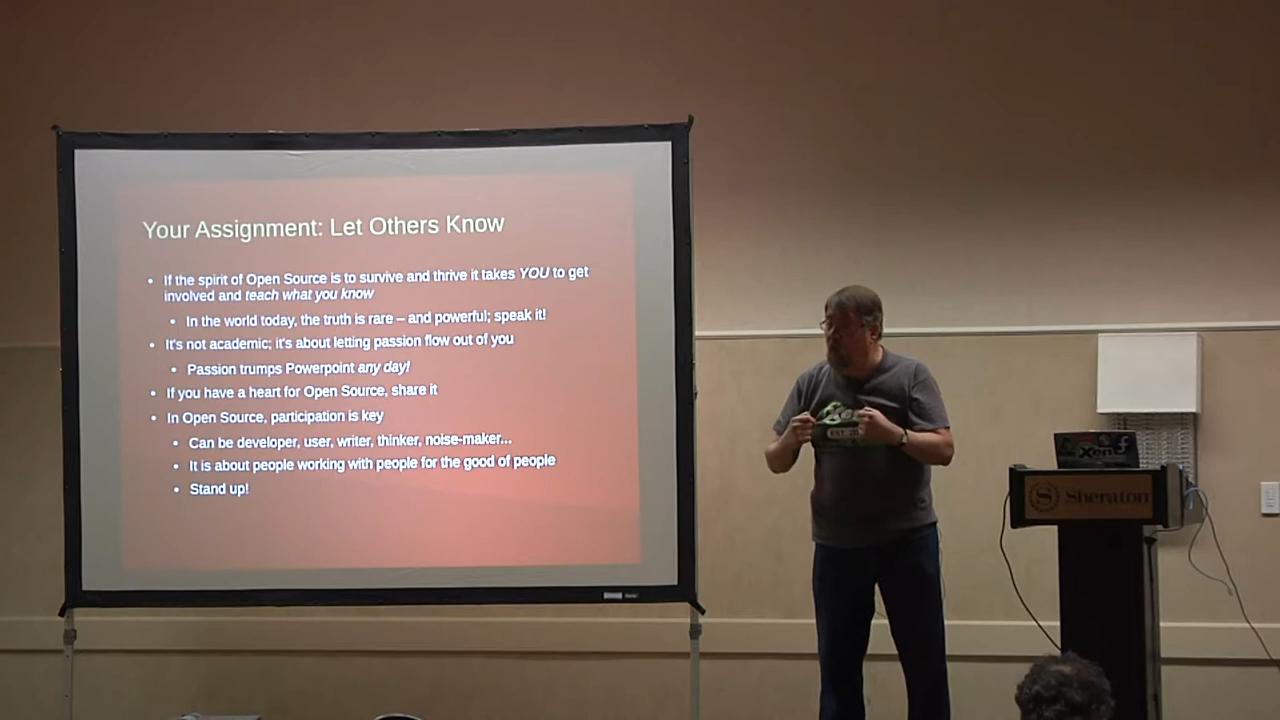 Your Assignment: Let Others Know
• If the spirit of Open Source is to survive and thrive it takes YOU to get
involved and teach what you know
• In the world today, the truth is rare – and powerful; speak it!
• It's not academic; it's about letting passion flow out of you
• Passion trumps Powerpoint any day!
• If you have a heart for Open Source, share it
• In Open Source, participation is key
• Can be developer, user, writer, thinker, noise-maker...
• It is about people working with people for the good of people
• Stand up!
Xen
EST.
Xen
S Sheraton